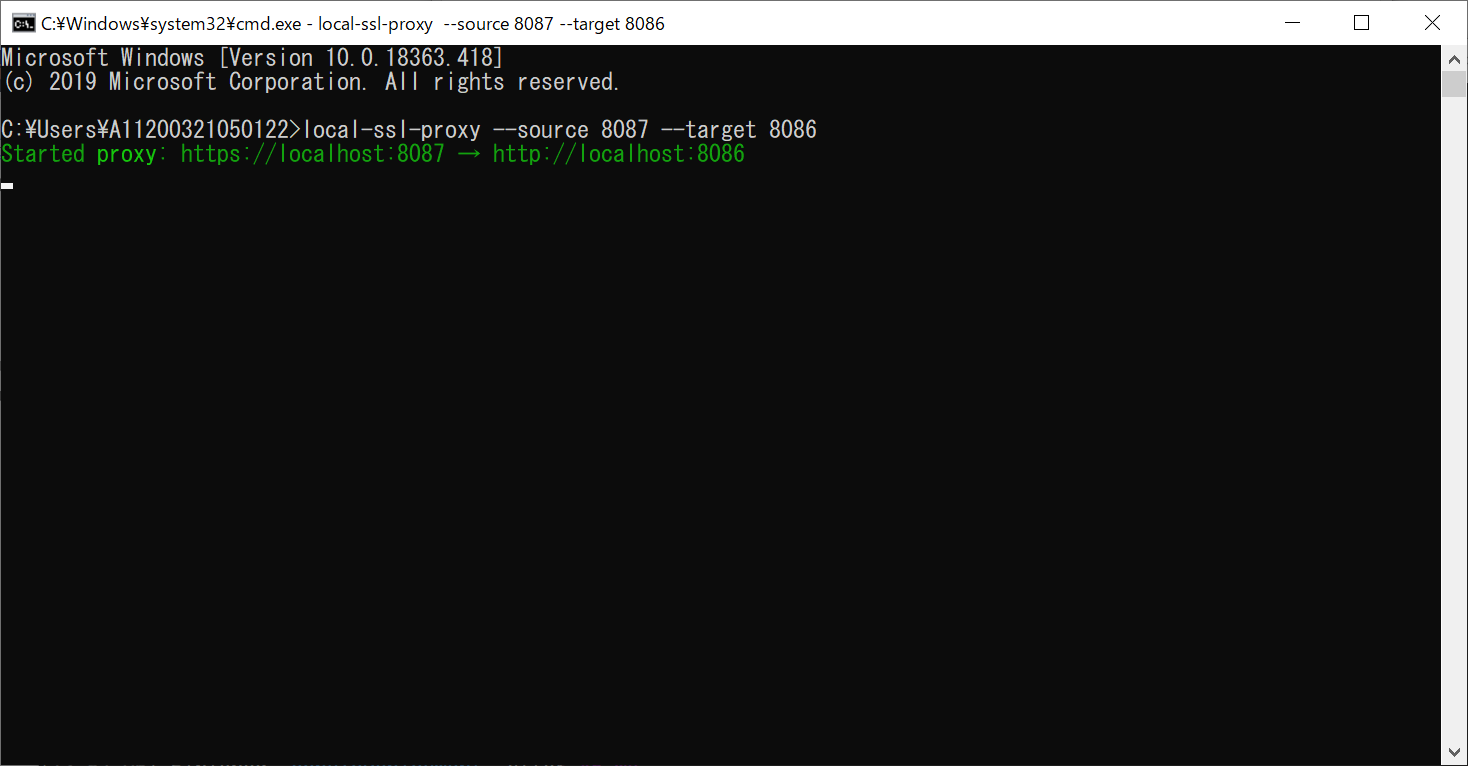 C:¥Windows¥system32¥cmd.exe - local-ssl-proxy  --source 8087 --target 8086
Microsoft Windows [Version 10.0.18363.418]
(c) 2019 Microsoft Corporation. All rights reserved.
C:¥Users¥A11200321050122>local-ssl-proxy --source 8087 --target 8086
Started proxy: https://localhost:8087 → http://localhost:8086